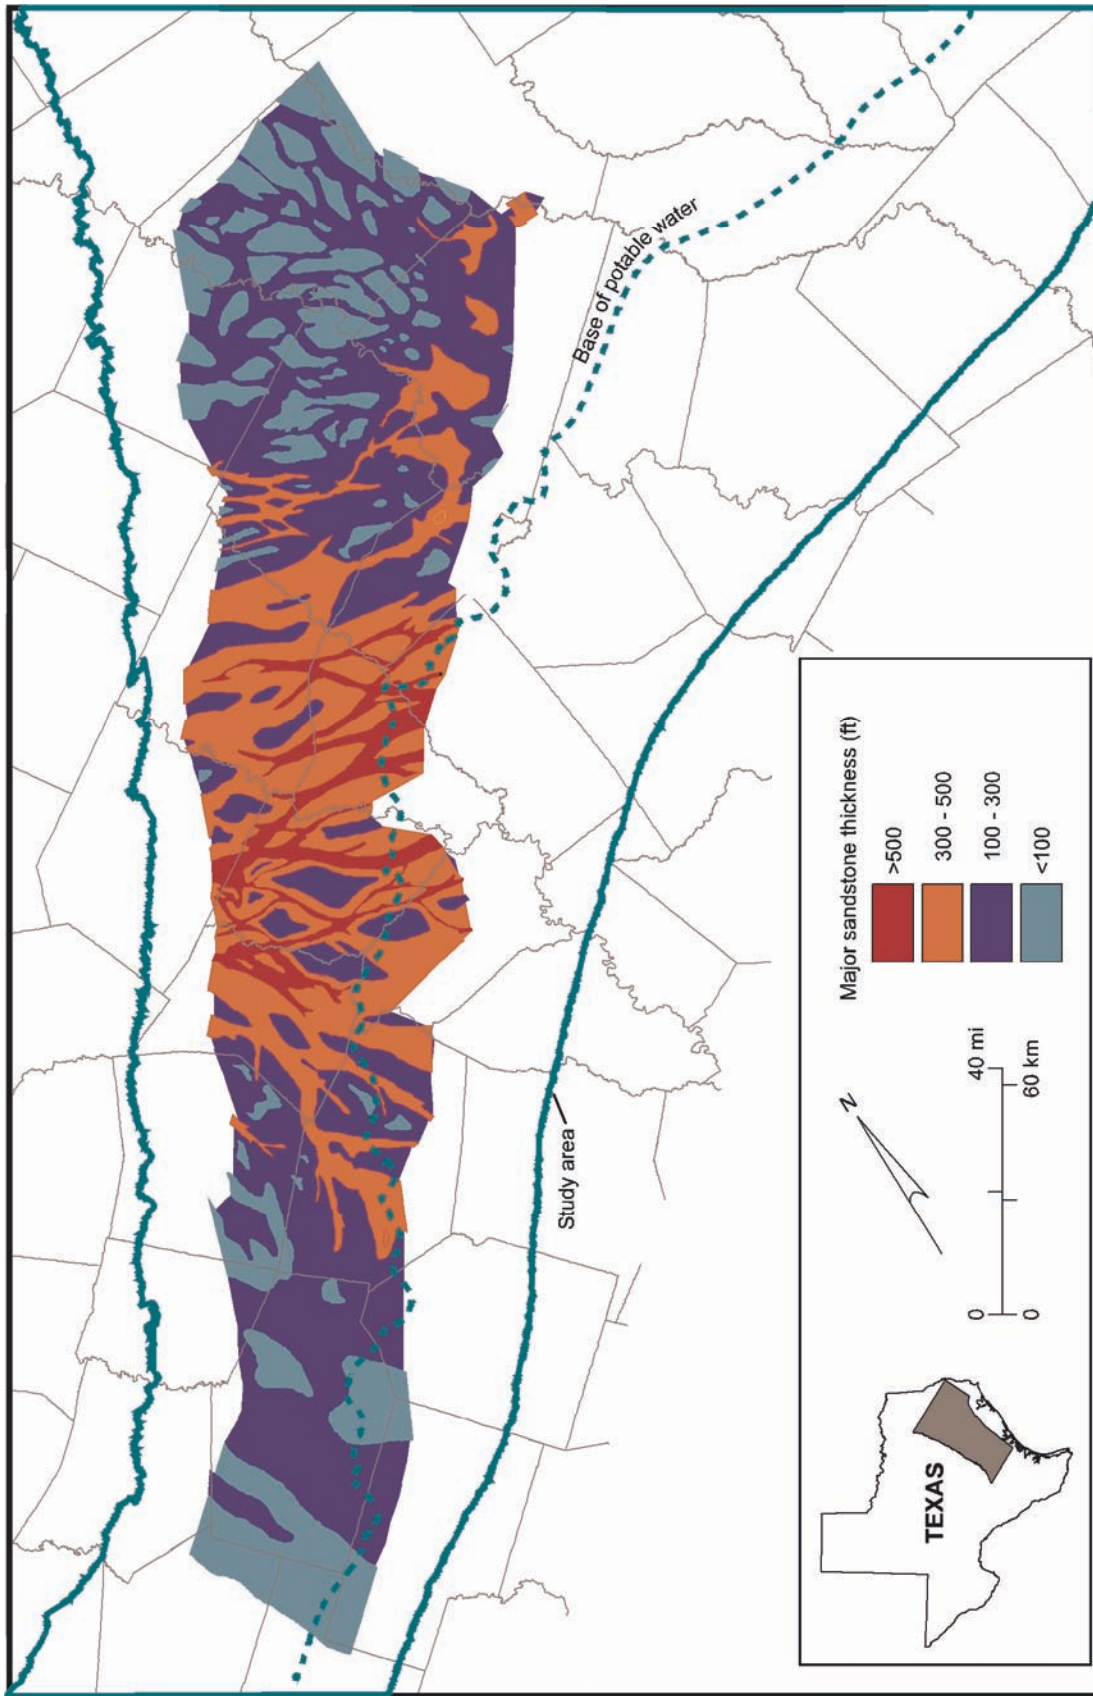 Base of potable water
Study area
Major sandstone thickness (ft)
>500
300 - 500
100 - 300
<100
N
0
40 mi
0
60 km
TEXAS